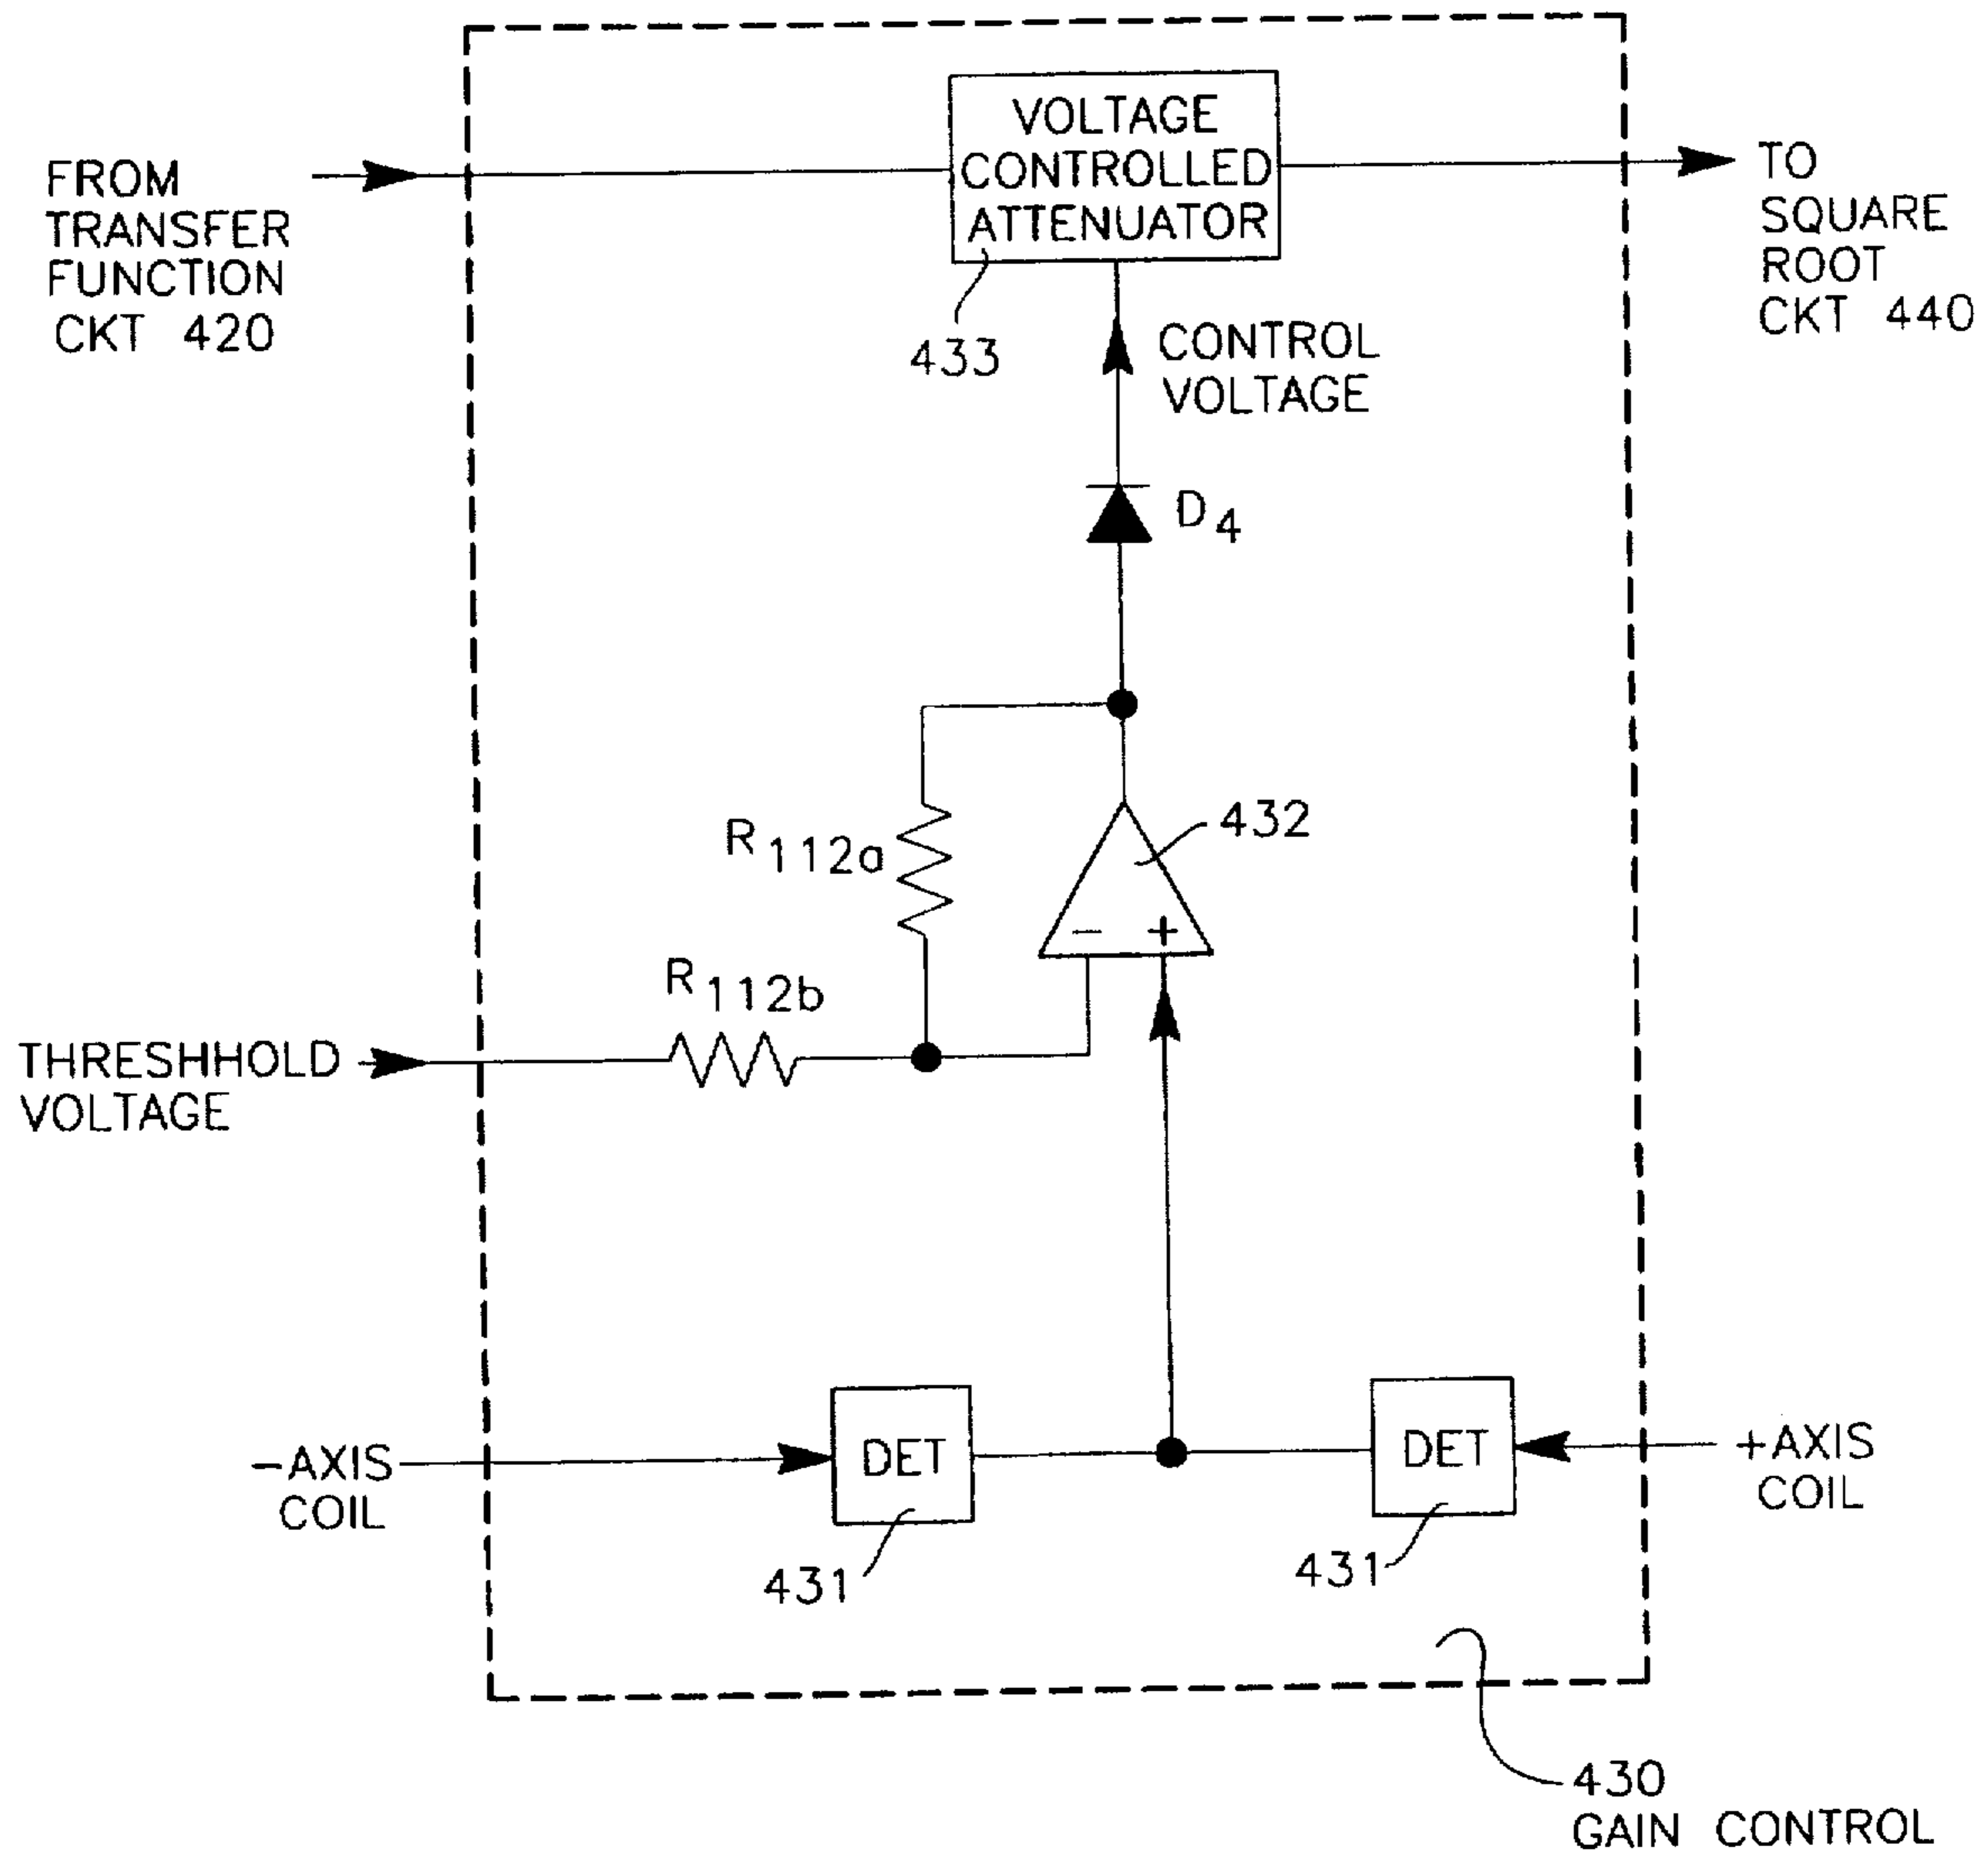 VOLTAGE
CONTROLLED
ATTENUATOR
FROM
TRANSFER
FUNCTION
CKT 420
TO
SQUARE
ROOT
CKT 440
433
CONTROL
VOLTAGE
D4
432
R112a
− +
R112b
THRESHHOLD
VOLTAGE
−AXIS
COIL
DET
DET
+AXIS
COIL
431
431
430
GAIN CONTROL